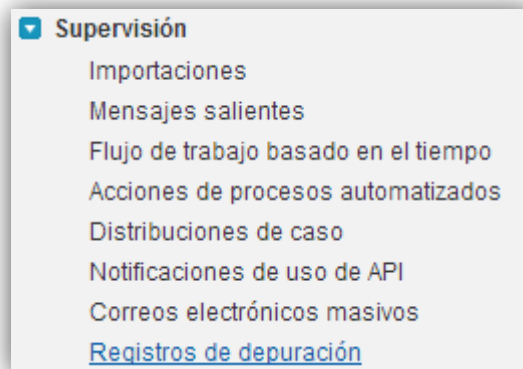 Supervisión
Importaciones
Mensajes salientes
Flujo de trabajo basado en el tiempo
Acciones de procesos automatizados
Distribuciones de caso
Notificaciones de uso de API
Correos electrónicos masivos
Registros de depuración